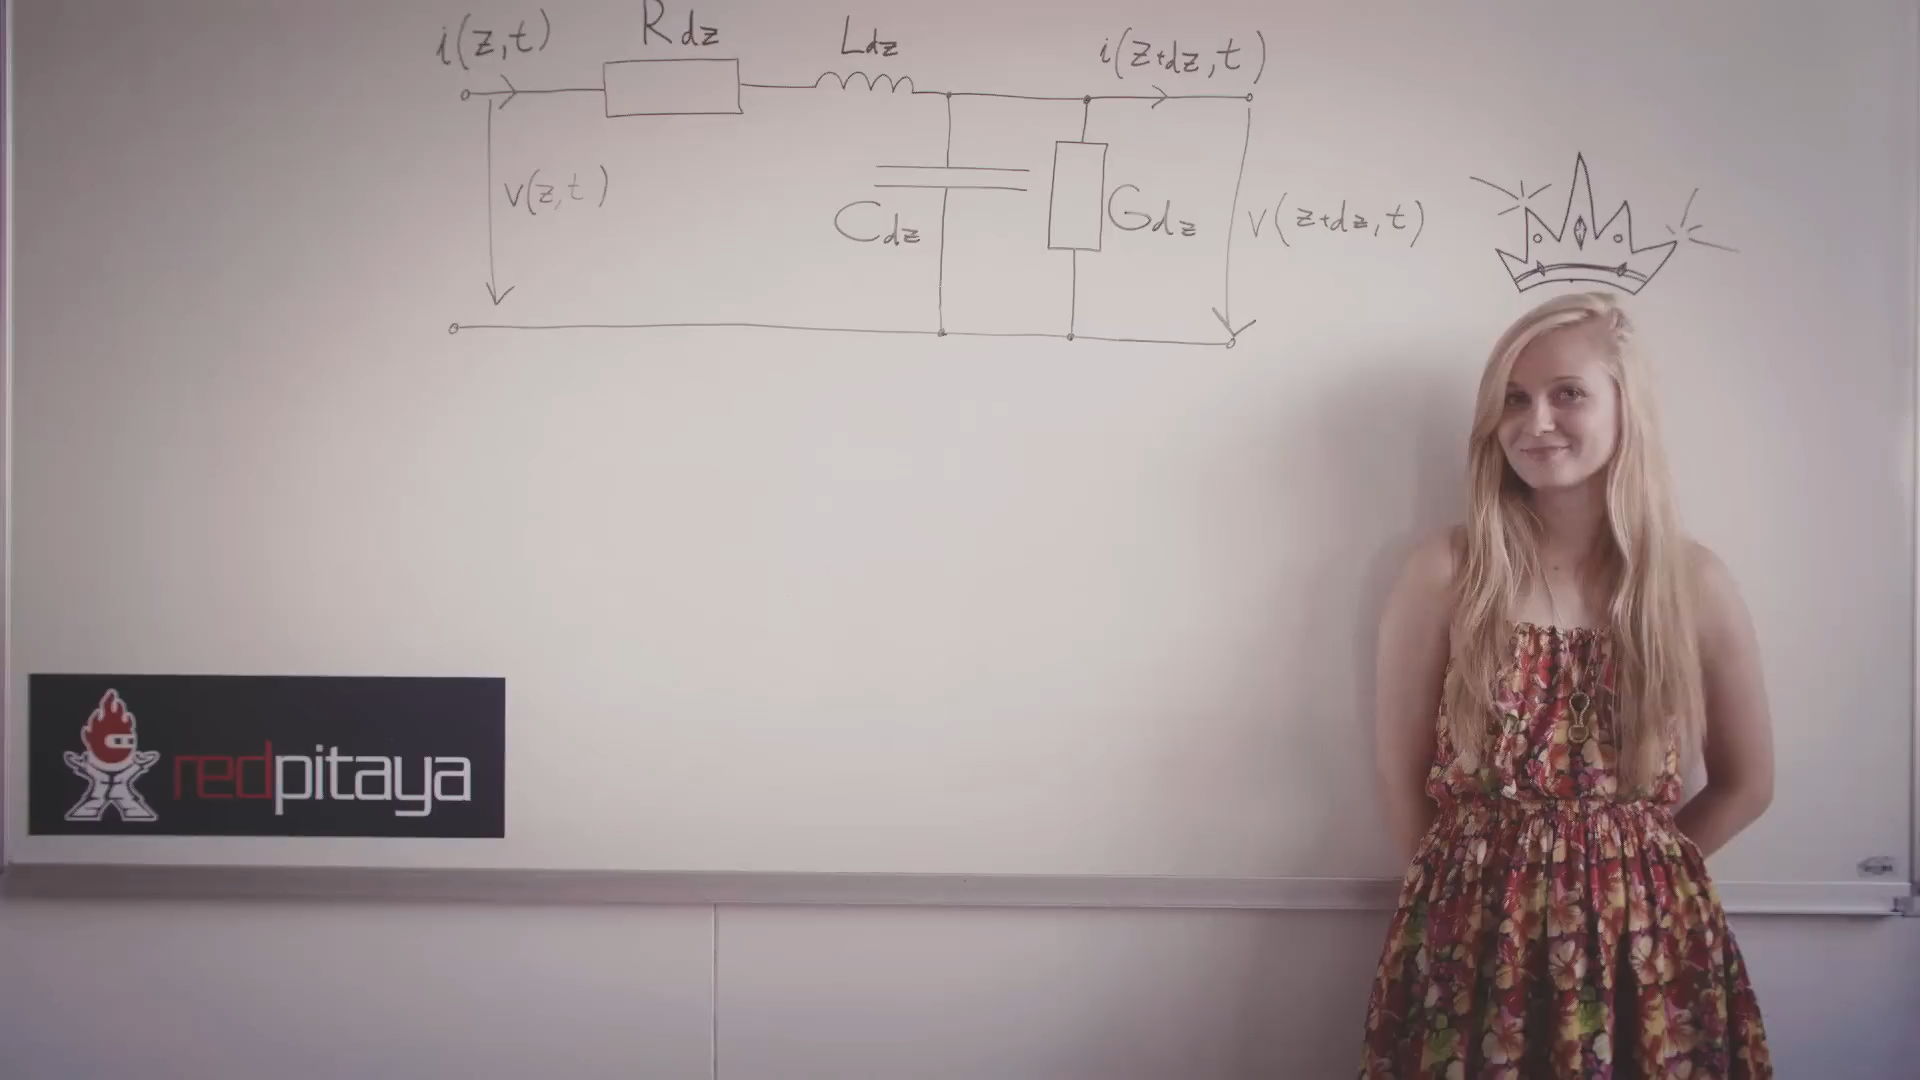 i(z,t)
Rdz
Ldz
i(z+dz,t)
v(z,t)
Cdz
Gdz
v(z+dz,t)
redpitaya